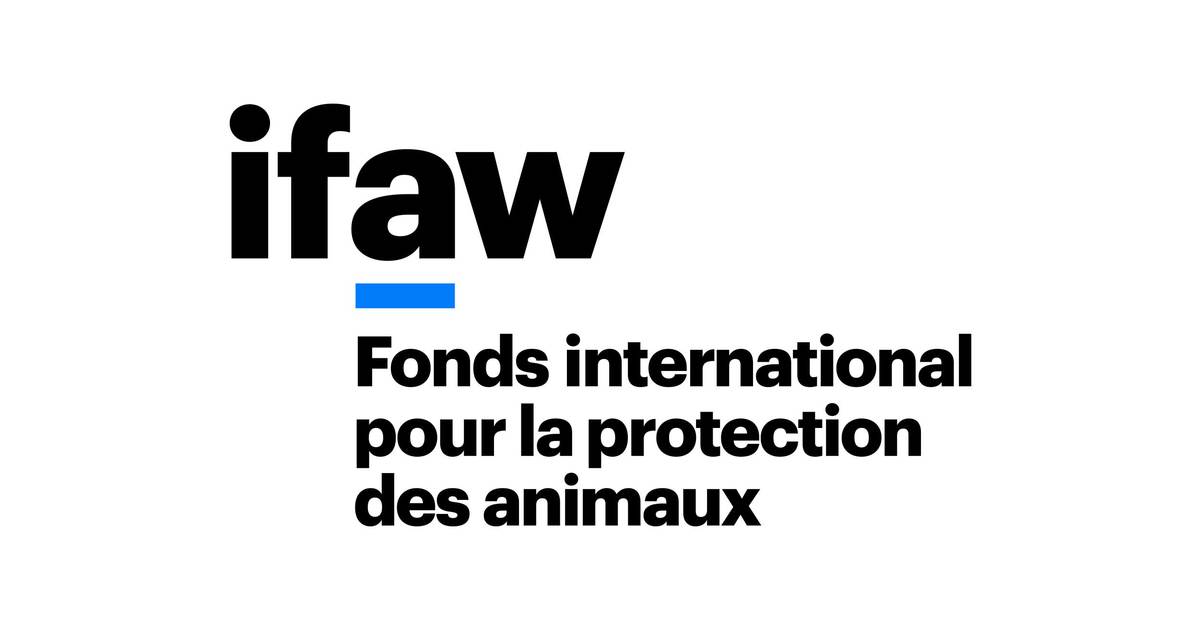 ifaw
Fonds international
pour la protection
des animaux